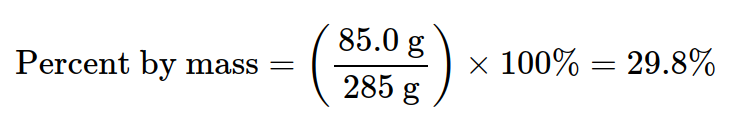 Percent by mass = (85.0 g / 285 g) × 100% = 29.8%